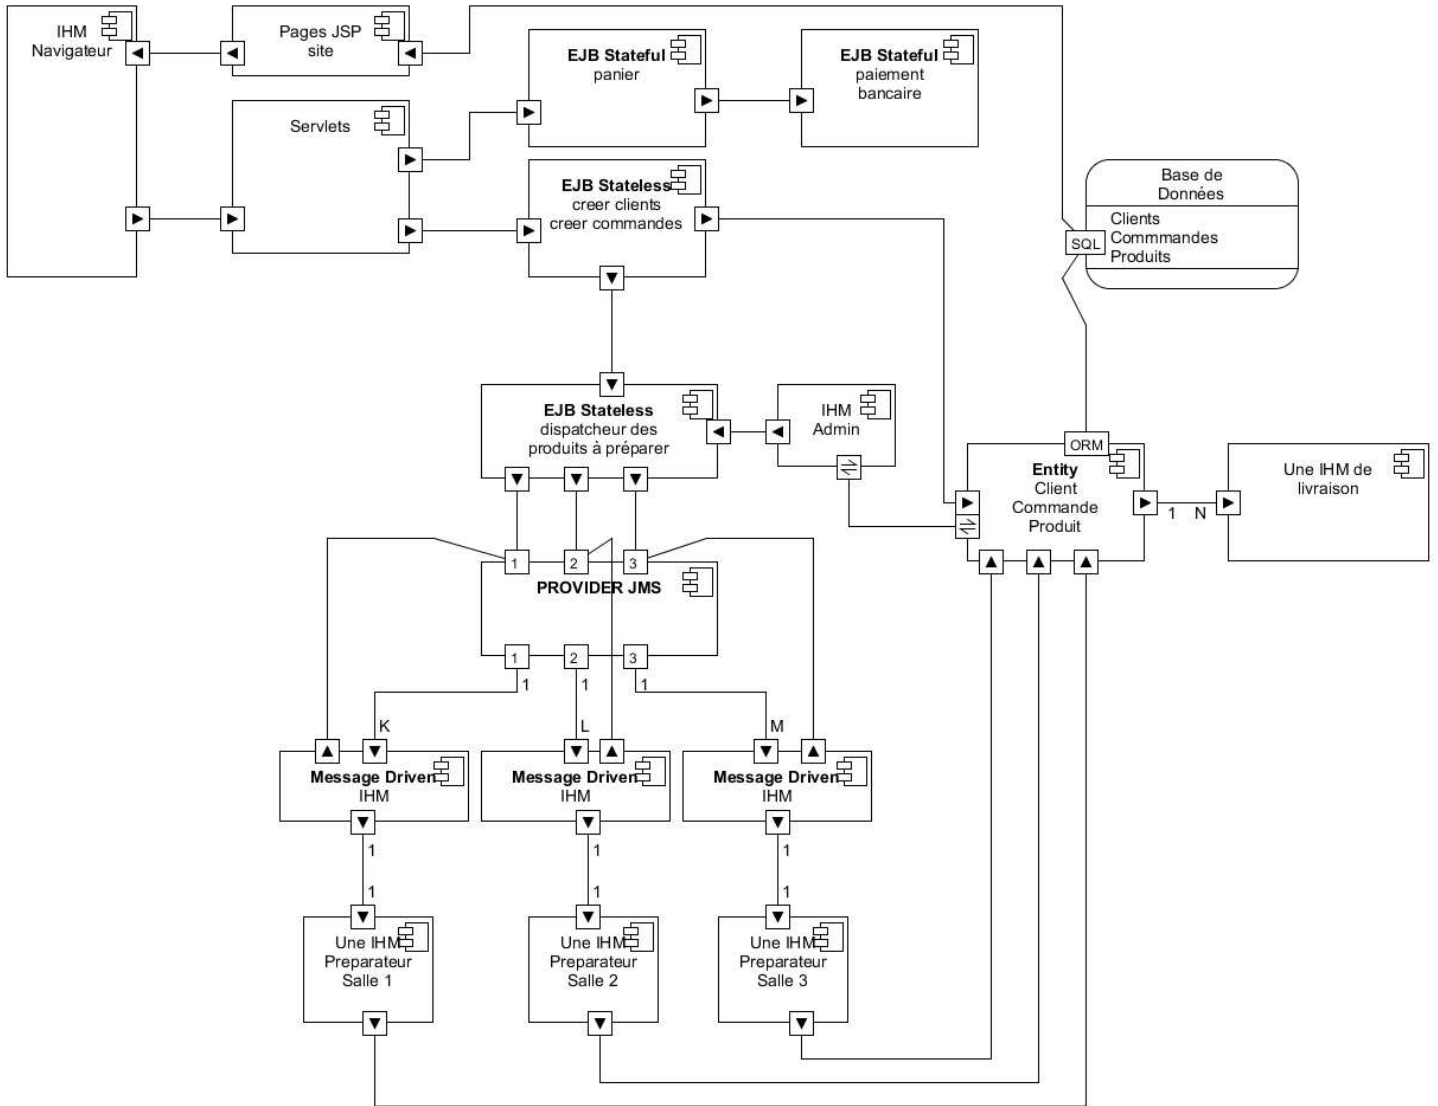 IHM
Navigateur
Pages JSP
site
EJB Stateful
panier
EJB Stateful
paiement
bancaire
Servlets
EJB Stateless
creer clients
creer commandes
Base de
Données
Clients
Commmandes
Produits
SQL
EJB Stateless
dispatcheur des
produits à préparer
IHM
Admin
ORM
Entity
Client
Commande
Produit
1 N
Une IHM de
livraison
1 2 3
PROVIDER JMS
1 2 3
1 1 1
K L M
Message Driven
IHM
Message Driven
IHM
Message Driven
IHM
1 1 1
1 1 1
Une IHM
Preparateur
Salle 1
Une IHM
Preparateur
Salle 2
Une IHM
Preparateur
Salle 3